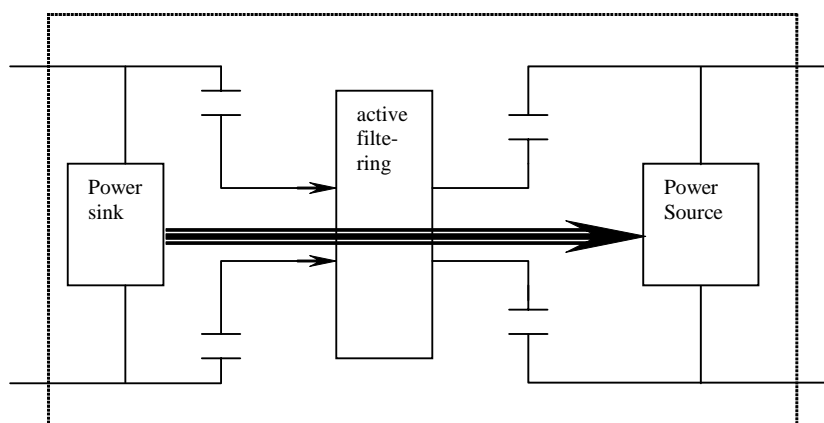 active
filte-
ring
Power
sink
Power
Source